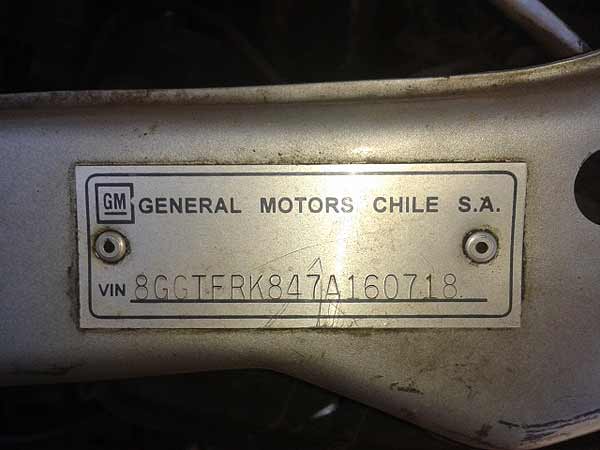 GM GENERAL MOTORS CHILE S.A.
VIN 8GGTFRK847A160718